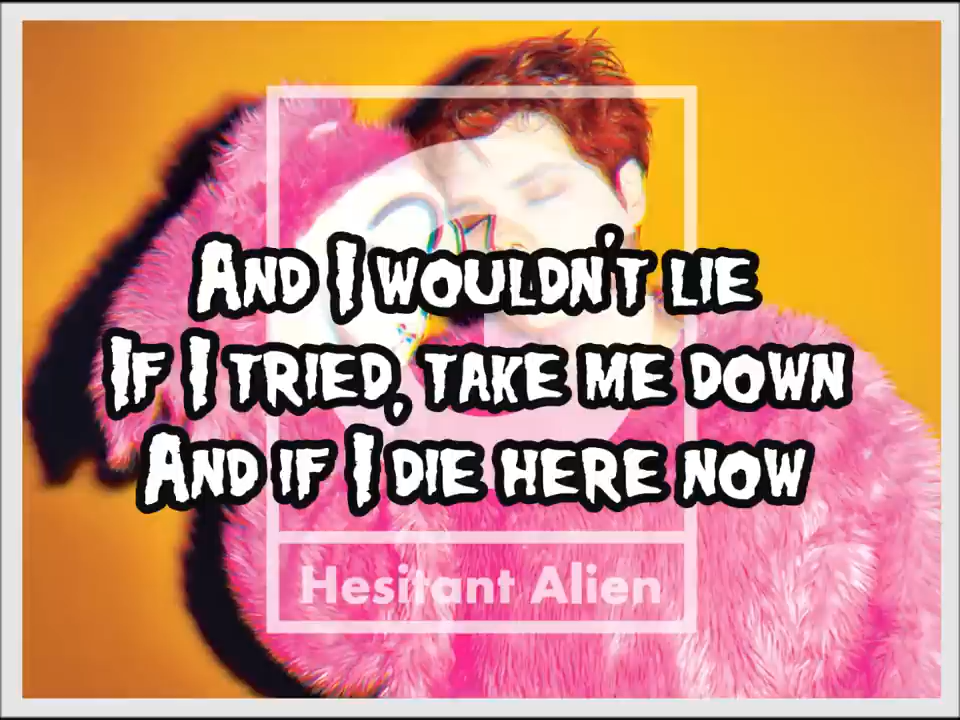 And I wouldn't lie
If I tried, take me down
And if I die here now
Hesitant Alien